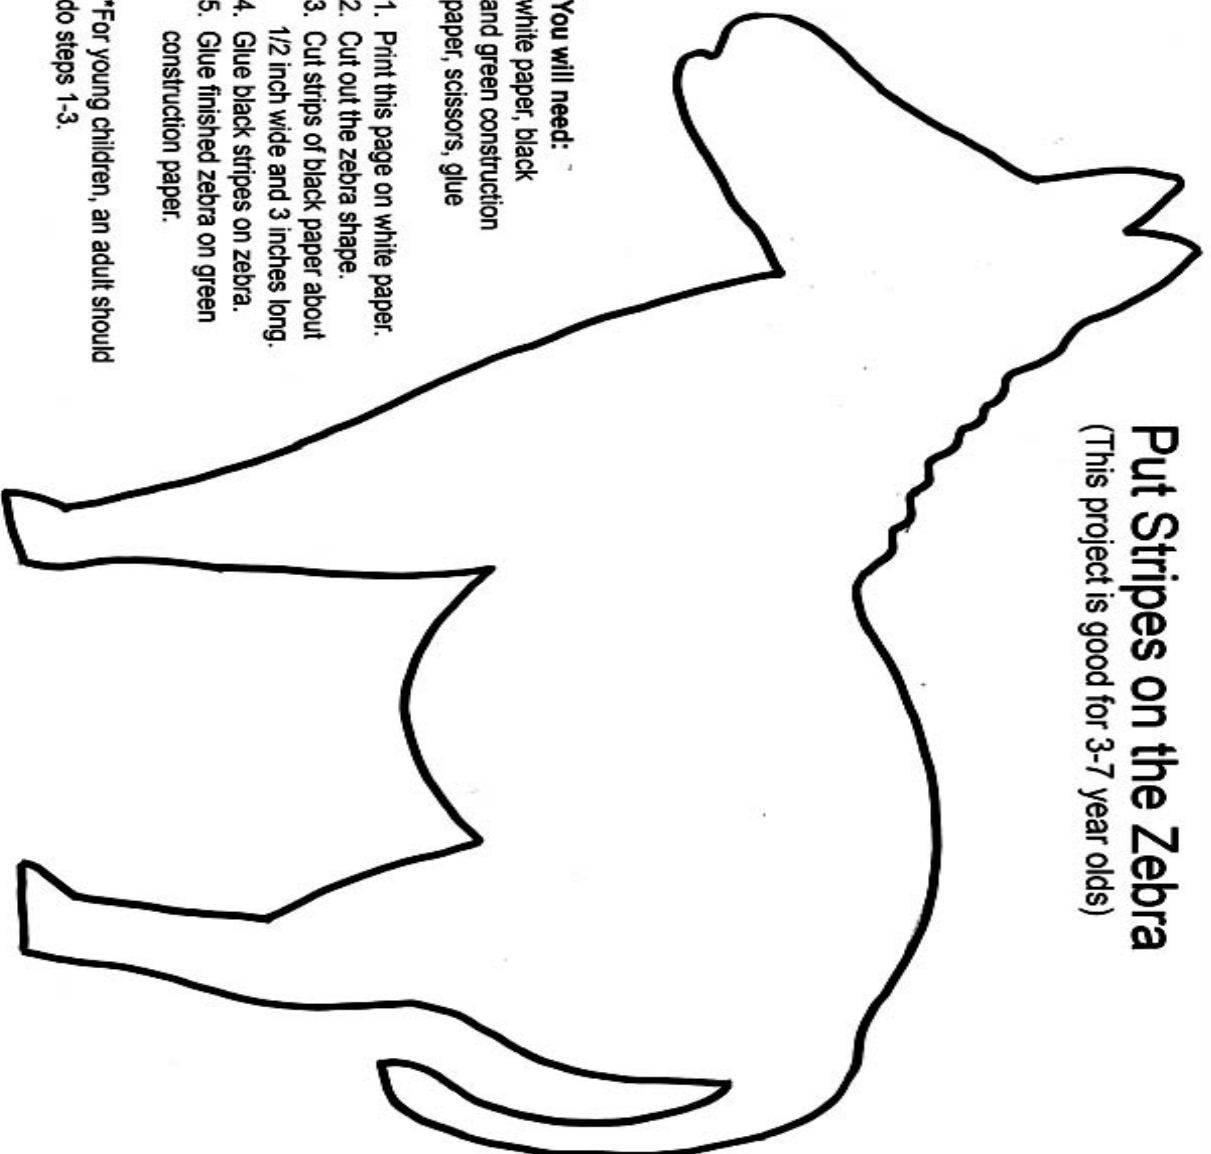 Put Stripes on the Zebra
(This project is good for 3-7 year olds)
You will need:
white paper, black
and green construction
paper, scissors, glue
1. Print this page on white paper.
2. Cut out the zebra shape.
3. Cut strips of black paper about
1/2 inch wide and 3 inches long.
4. Glue black stripes on zebra.
5. Glue finished zebra on green
construction paper.
*For young children, an adult should
do steps 1-3.